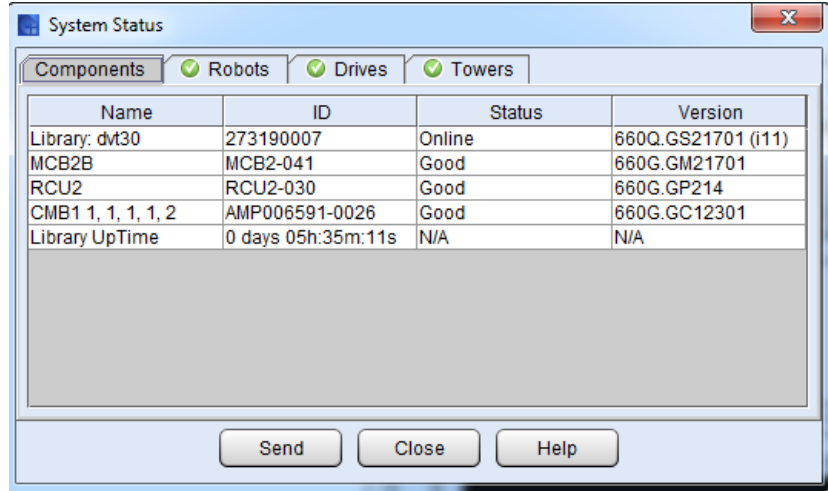 System Status
Components Robots Drives Towers
Name ID Status Version
Library: dvt30 273190007 Online 660Q.GS21701 (i11)
MCB2B MCB2-041 Good 660G.GM21701
RCU2 RCU2-030 Good 660G.GP214
CMB1 1, 1, 1, 1, 2 AMP006591-0026 Good 660G.GC12301
Library UpTime 0 days 05h:35m:11s N/A N/A
Send Close Help